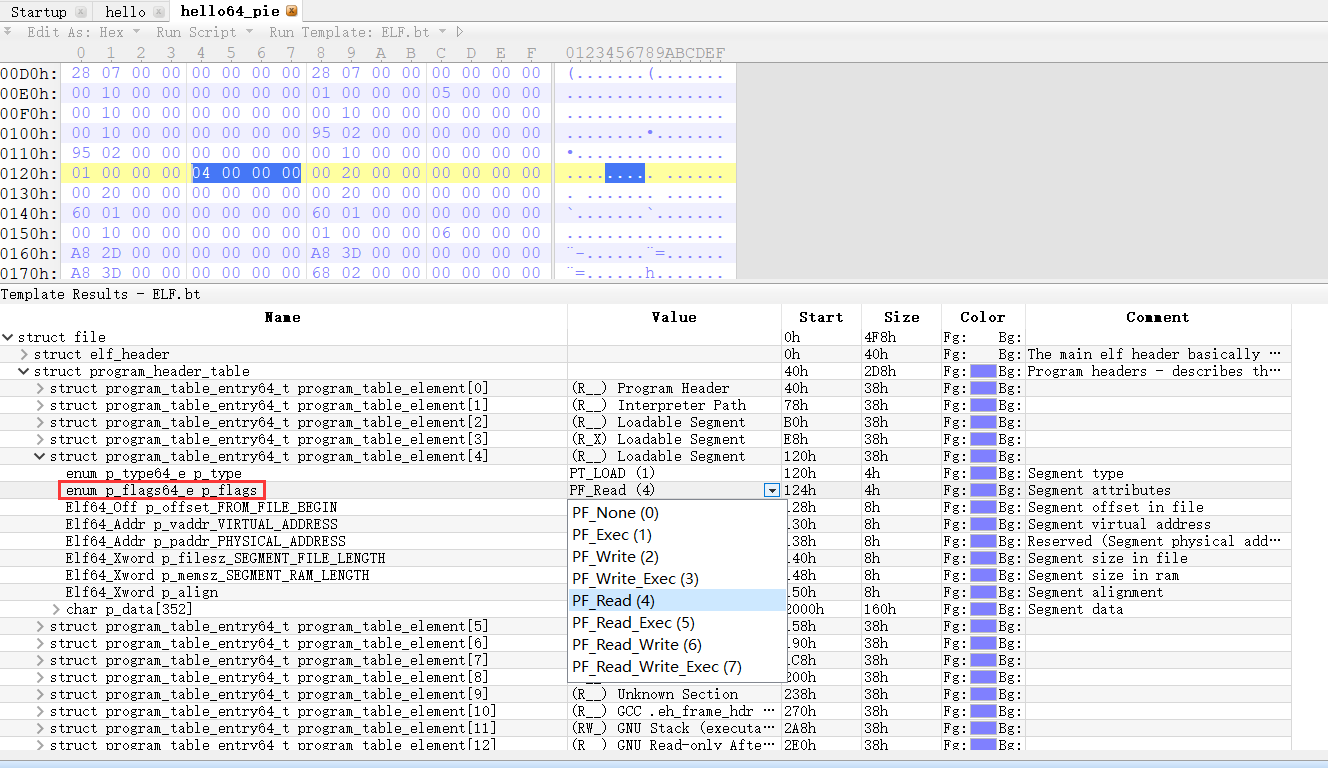 Startup hello hello64_pie
Edit As: Hex Run Script Run Template: ELF.bt
0 1 2 3 4 5 6 7 8 9 A B C D E F 0123456789ABCDEF
00D0h: 28 07 00 00 00 00 00 00 28 07 00 00 00 00 00 00 (.......(.......
00E0h: 00 10 00 00 00 00 00 00 01 00 00 00 05 00 00 00 ................
00F0h: 00 10 00 00 00 00 00 00 00 10 00 00 00 00 00 00 ................
0100h: 00 10 00 00 00 00 00 00 95 02 00 00 00 00 00 00 ........•.......
0110h: 95 02 00 00 00 00 00 00 00 10 00 00 00 00 00 00 •...............
0120h: 01 00 00 00 04 00 00 00 00 20 00 00 00 00 00 00 ......... ......
0130h: 00 20 00 00 00 00 00 00 00 20 00 00 00 00 00 00 . ....... ......
0140h: 60 01 00 00 00 00 00 00 60 01 00 00 00 00 00 00 `.......`.......
0150h: 00 10 00 00 00 00 00 00 01 00 00 00 06 00 00 00 ................
0160h: A8 2D 00 00 00 00 00 00 A8 3D 00 00 00 00 00 00 ¨-......¨=......
0170h: A8 3D 00 00 00 00 00 00 68 02 00 00 00 00 00 00 ¨=......h.......
Template Results - ELF.bt
Name Value Start Size Color Comment
struct file 0h 4F8h Fg: Bg:
struct elf_header 0h 40h Fg: Bg: The main elf header basically ...
struct program_header_table 40h 2D8h Fg: Bg: Program headers - describes th...
struct program_table_entry64_t program_table_element[0] (R__) Program Header 40h 38h Fg: Bg:
struct program_table_entry64_t program_table_element[1] (R__) Interpreter Path 78h 38h Fg: Bg:
struct program_table_entry64_t program_table_element[2] (R__) Loadable Segment B0h 38h Fg: Bg:
struct program_table_entry64_t program_table_element[3] (R_X) Loadable Segment E8h 38h Fg: Bg:
struct program_table_entry64_t program_table_element[4] (R__) Loadable Segment 120h 38h Fg: Bg:
enum p_type64_e p_type PT_LOAD (1) 120h 4h Fg: Bg: Segment type
enum p_flags64_e p_flags PF_Read (4) 124h 4h Fg: Bg: Segment attributes
Elf64_Off p_offset_FROM_FILE_BEGIN 28h 8h Fg: Bg: Segment offset in file
Elf64_Addr p_vaddr_VIRTUAL_ADDRESS 30h 8h Fg: Bg: Segment virtual address
Elf64_Addr p_paddr_PHYSICAL_ADDRESS 38h 8h Fg: Bg: Reserved (Segment physical add...
Elf64_Xword p_filesz_SEGMENT_FILE_LENGTH 40h 8h Fg: Bg: Segment size in file
Elf64_Xword p_memsz_SEGMENT_RAM_LENGTH 48h 8h Fg: Bg: Segment size in ram
Elf64_Xword p_align 50h 8h Fg: Bg: Segment alignment
char p_data[352] 2000h 160h Fg: Bg: Segment data
struct program_table_entry64_t program_table_element[5] 58h 38h Fg: Bg:
struct program_table_entry64_t program_table_element[6] 90h 38h Fg: Bg:
struct program_table_entry64_t program_table_element[7] C8h 38h Fg: Bg:
struct program_table_entry64_t program_table_element[8] 200h 38h Fg: Bg:
struct program_table_entry64_t program_table_element[9] (R__) Unknown Section 238h 38h Fg: Bg:
struct program_table_entry64_t program_table_element[10] (R__) GCC .eh_frame_hdr ... 270h 38h Fg: Bg:
struct program_table_entry64_t program_table_element[11] (RW_) GNU Stack (executa... 2A8h 38h Fg: Bg:
struct program_table_entry64_t program_table_element[12] (R__) GNU Read-only Afte... 2E0h 38h Fg: Bg:
PF_None (0)
PF_Exec (1)
PF_Write (2)
PF_Write_Exec (3)
PF_Read (4)
PF_Read_Exec (5)
PF_Read_Write (6)
PF_Read_Write_Exec (7)